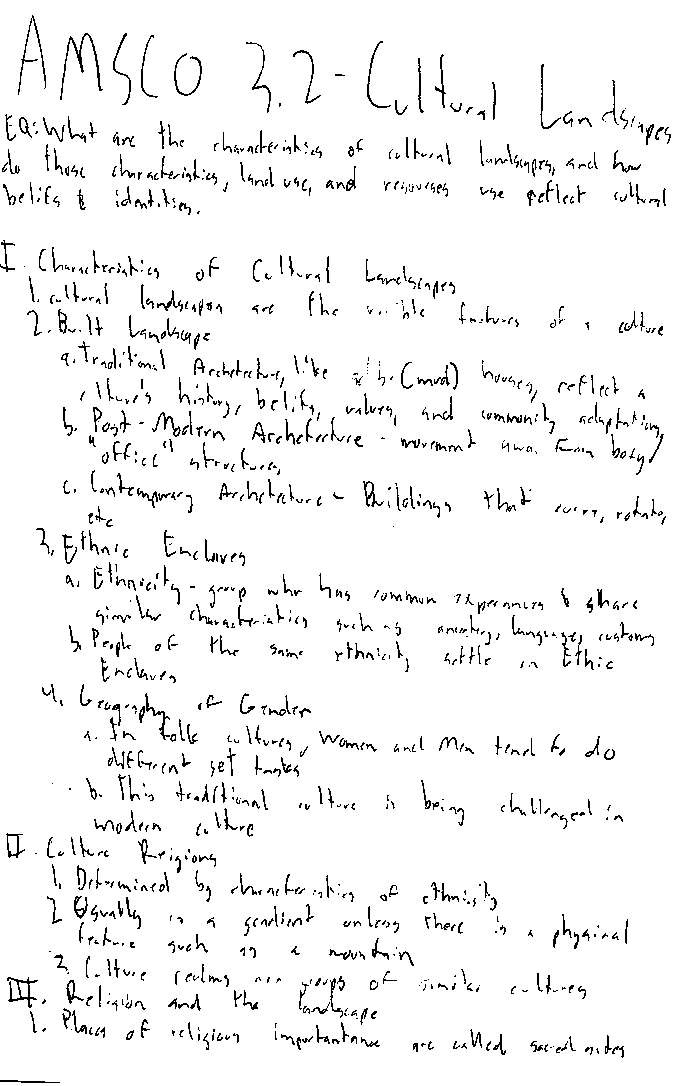 AMSCO 3.2 - Cultural Landscapes
EQ: What are the characteristics of cultural landscapes, and how
do those characteristics, land use, and resources use reflect cultural
belifs & identities.
I. Characteristics of Cultural Landscapes
1. cultural landscapes are the visible features of a culture
2. Built Landscape
a. Traditional Archetecture, like (mud) houses, reflect a
history, belifs, values, and community adaptation,
b. Post-Modern Archetecture - movement away from boxy/
"office" structures
c. Contemporary Archetecture - Buildings that curve, rotate,
etc
3. Ethnic Enclaves
a. Ethnicity - group who has common experiences & share
similar characteristics such as ancestry, language, customs
b. People of the same ethnicity settle in Ethic
Enclaves
4. Geography of Gender
a. In folk cultures, Women and Men tend to do
different set tasks
b. This traditional culture is being challenged in
modern culture
II. Culture Reigions
1. Determined by characteristics of ethnisity
2 Usually is a gradient unless there is a physical
feature such as a mountain
3. Culture realms are groups of similar cultures
III. Religion and the landscape
1. Places of religious importantance are called sacred sites